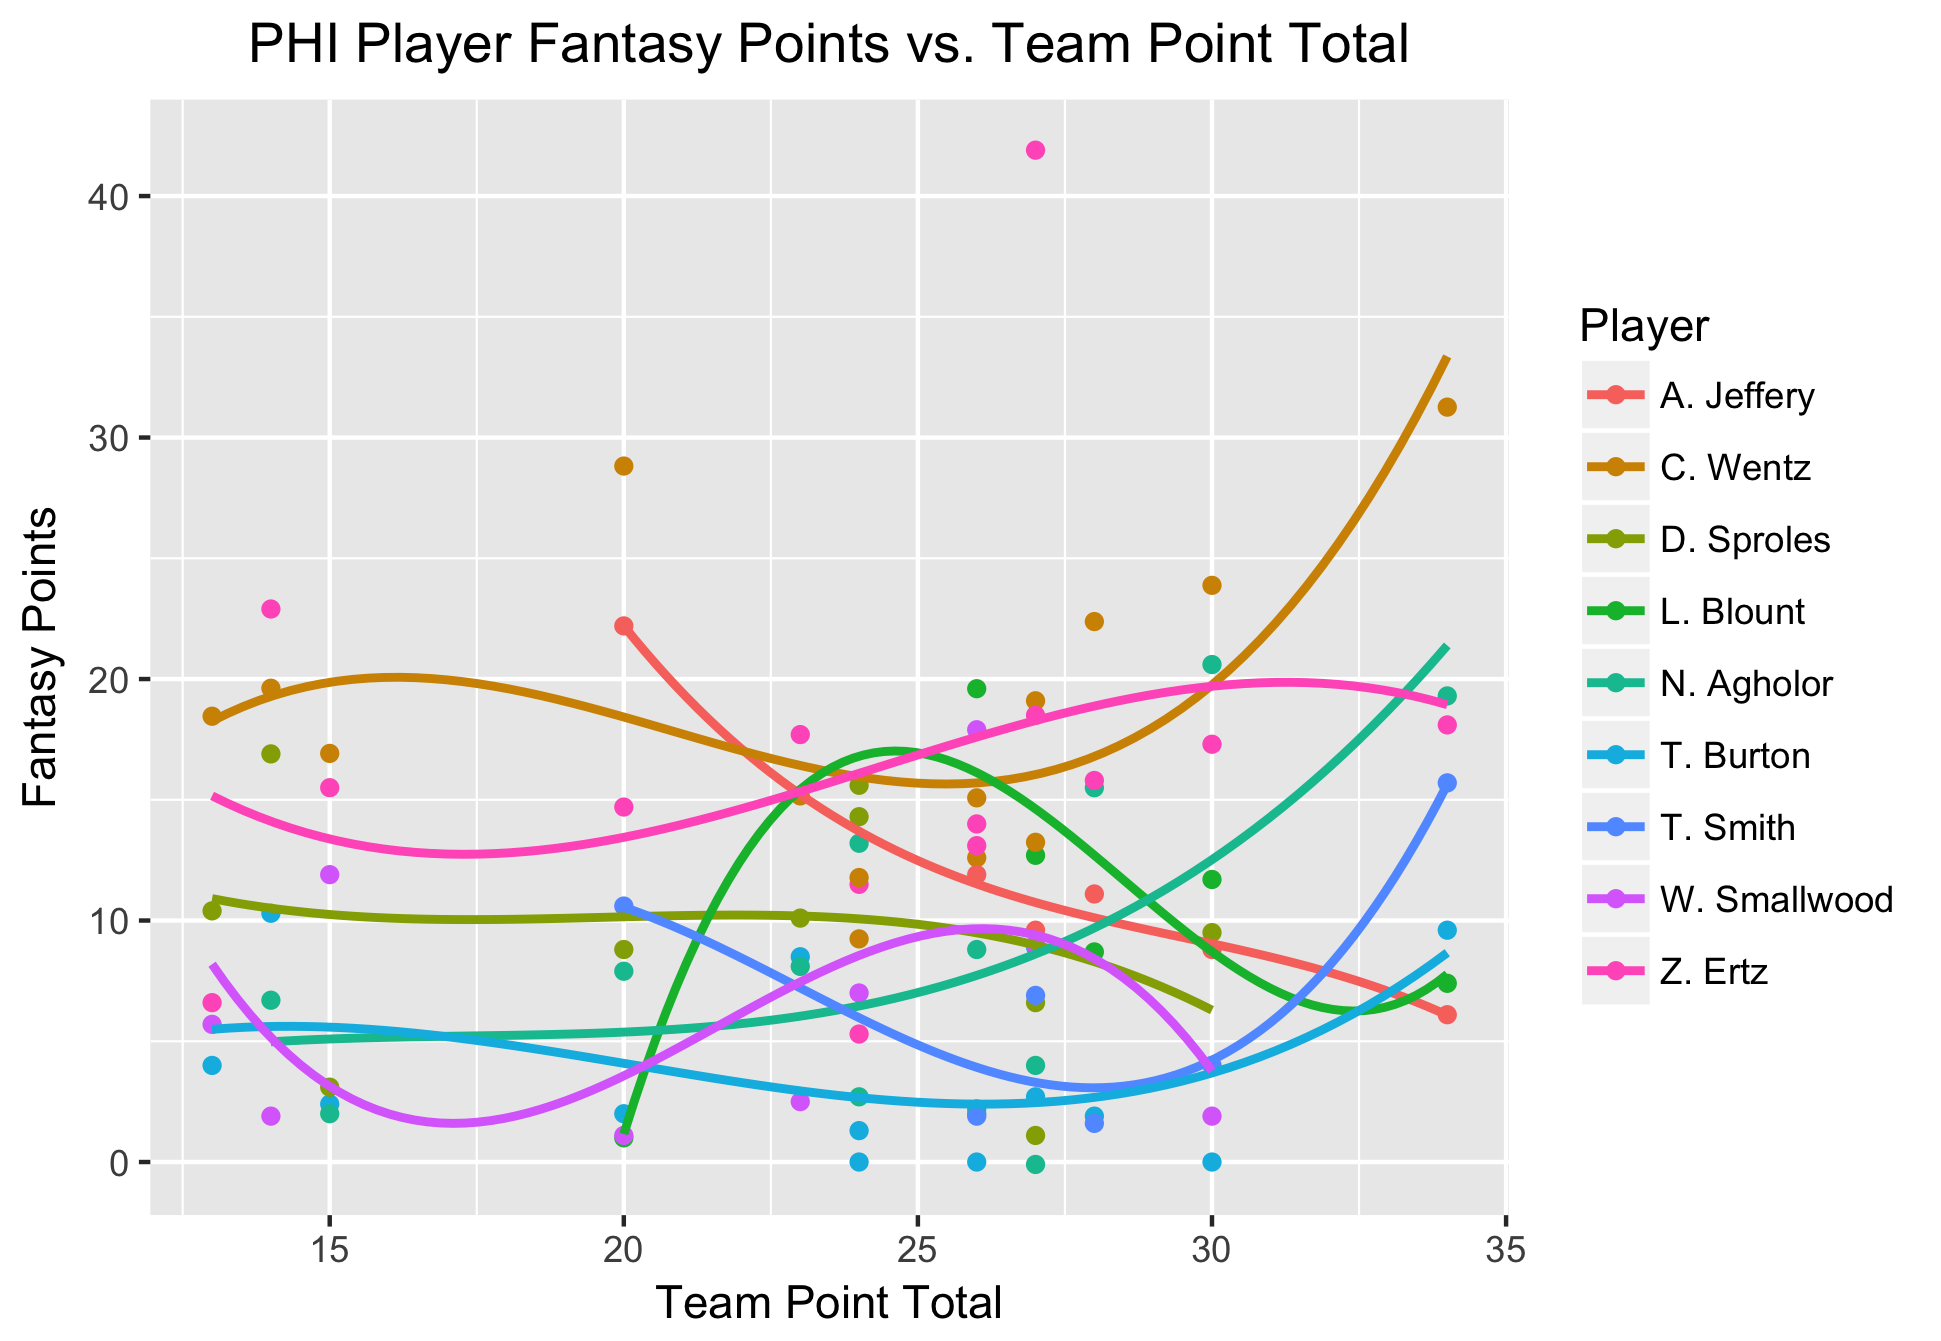 PHI Player Fantasy Points vs. Team Point Total
Fantasy Points
40
30
20
10
0
15
20
25
30
35
Team Point Total
Player
A. Jeffery
C. Wentz
D. Sproles
L. Blount
N. Agholor
T. Burton
T. Smith
W. Smallwood
Z. Ertz